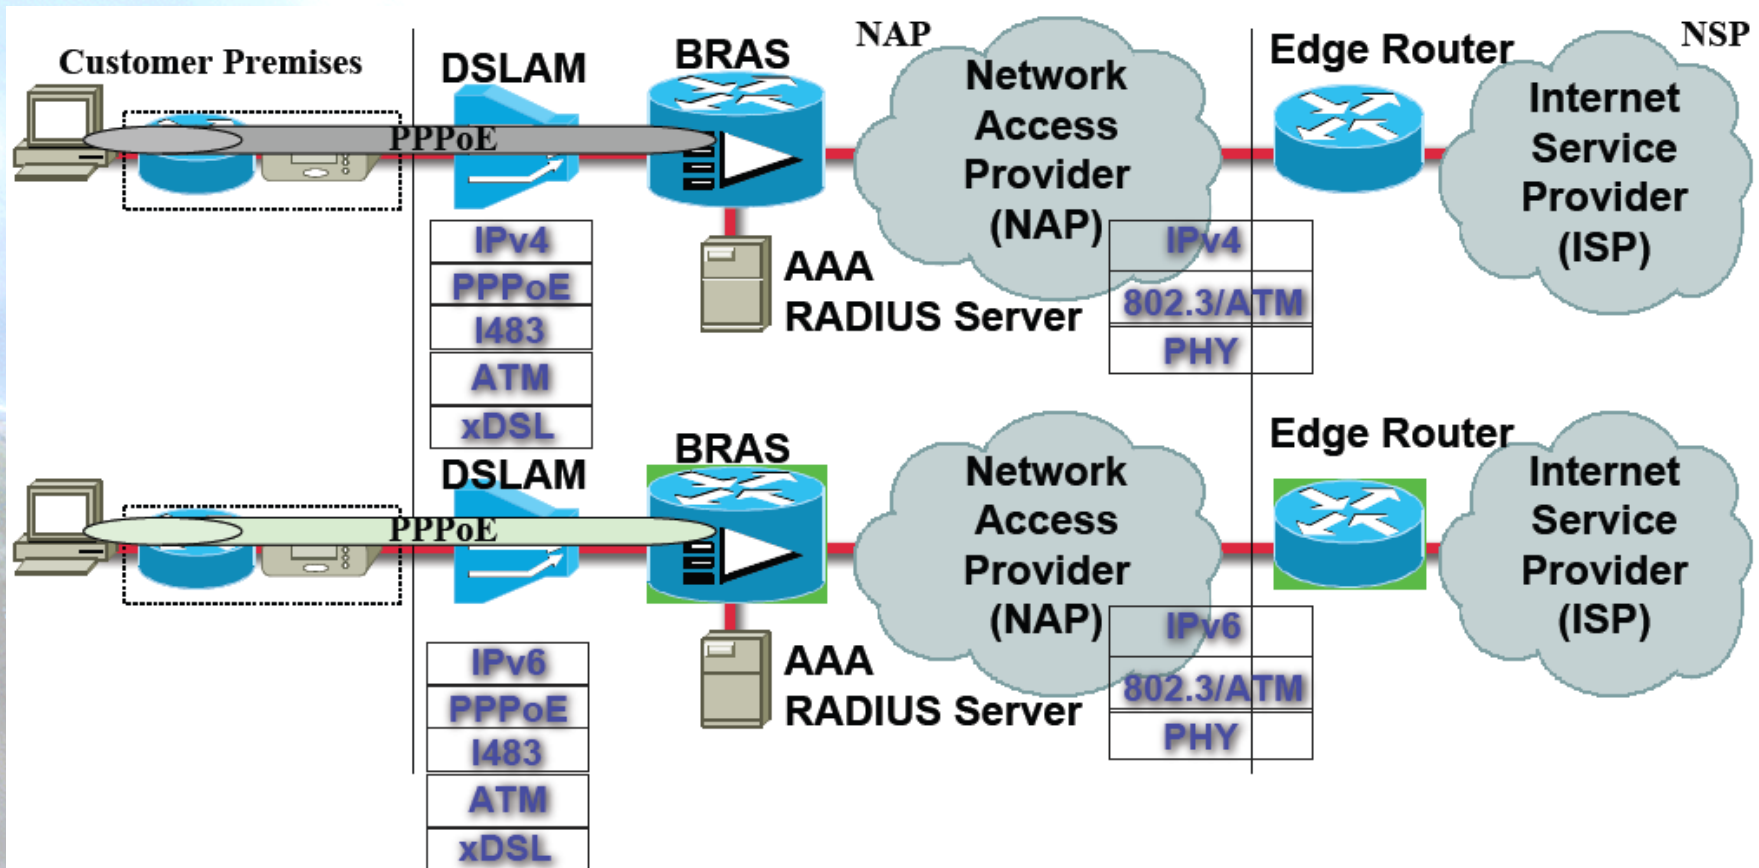 NAP
NSP
Customer Premises
DSLAM
BRAS
Edge Router
Network
Access
Provider
(NAP)
Internet
Service
Provider
(ISP)
PPPoE
IPv4
PPPoE
I483
ATM
xDSL
AAA
RADIUS Server
IPv4
802.3/ATM
PHY
DSLAM
BRAS
Edge Router
Network
Access
Provider
(NAP)
Internet
Service
Provider
(ISP)
PPPoE
IPv6
PPPoE
I483
ATM
xDSL
AAA
RADIUS Server
IPv6
802.3/ATM
PHY